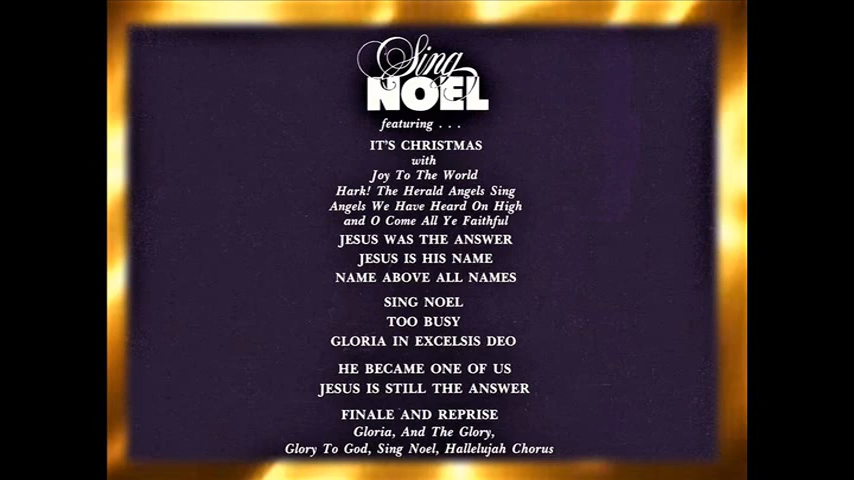 Sing
NOEL
featuring . . .
IT'S CHRISTMAS
with
Joy To The World
Hark! The Herald Angels Sing
Angels We Have Heard On High
and O Come All Ye Faithful
JESUS WAS THE ANSWER
JESUS IS HIS NAME
NAME ABOVE ALL NAMES
SING NOEL
TOO BUSY
GLORIA IN EXCELSIS DEO
HE BECAME ONE OF US
JESUS IS STILL THE ANSWER
FINALE AND REPRISE
Gloria, And The Glory,
Glory To God, Sing Noel, Hallelujah Chorus